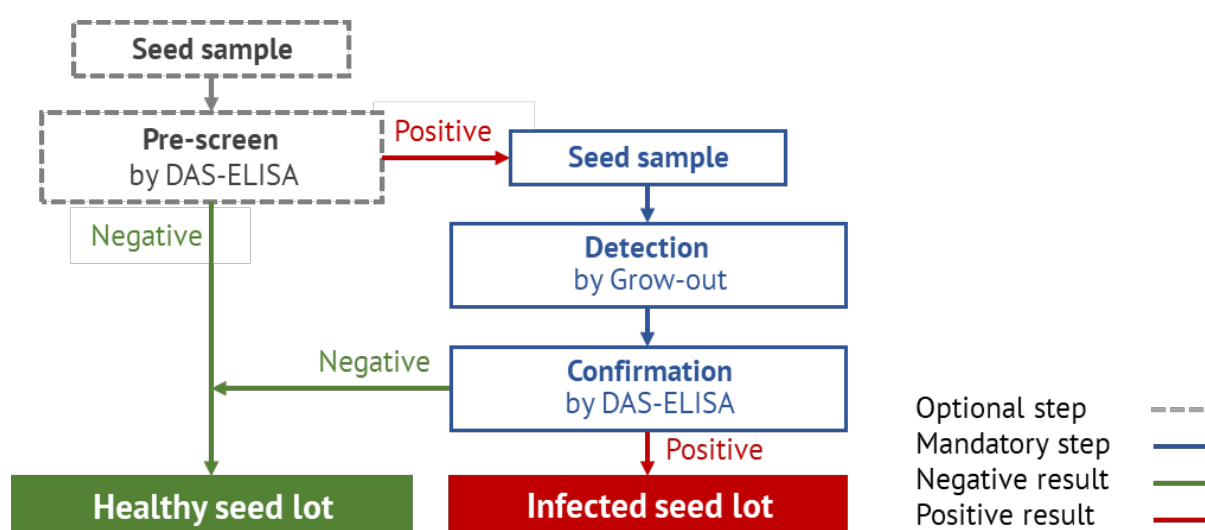 Seed sample
Pre-screen
by DAS-ELISA
Positive
Seed sample
Negative
Detection
by Grow-out
Negative
Confirmation
by DAS-ELISA
Positive
Healthy seed lot
Infected seed lot
Optional step
Mandatory step
Negative result
Positive result